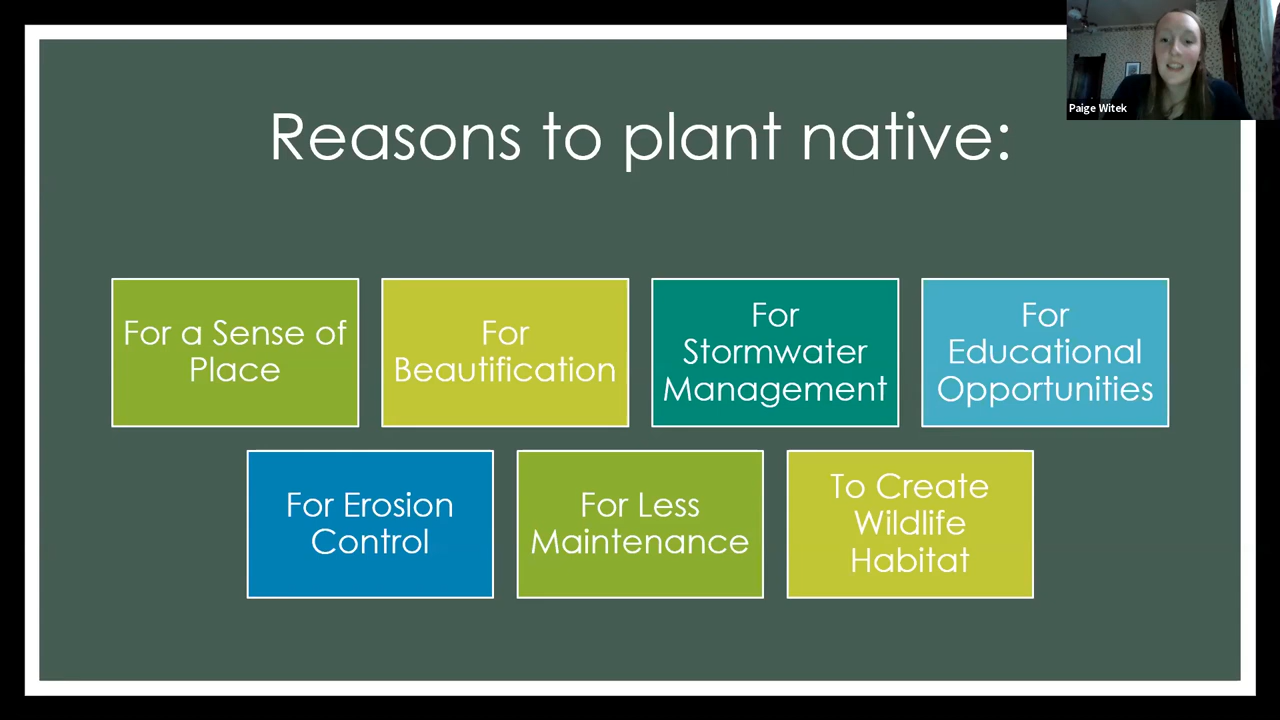 Paige Witek
Reasons to plant native:
For a Sense of
Place
For
Beautification
For
Stormwater
Management
For
Educational
Opportunities
For Erosion
Control
For Less
Maintenance
To Create
Wildlife
Habitat